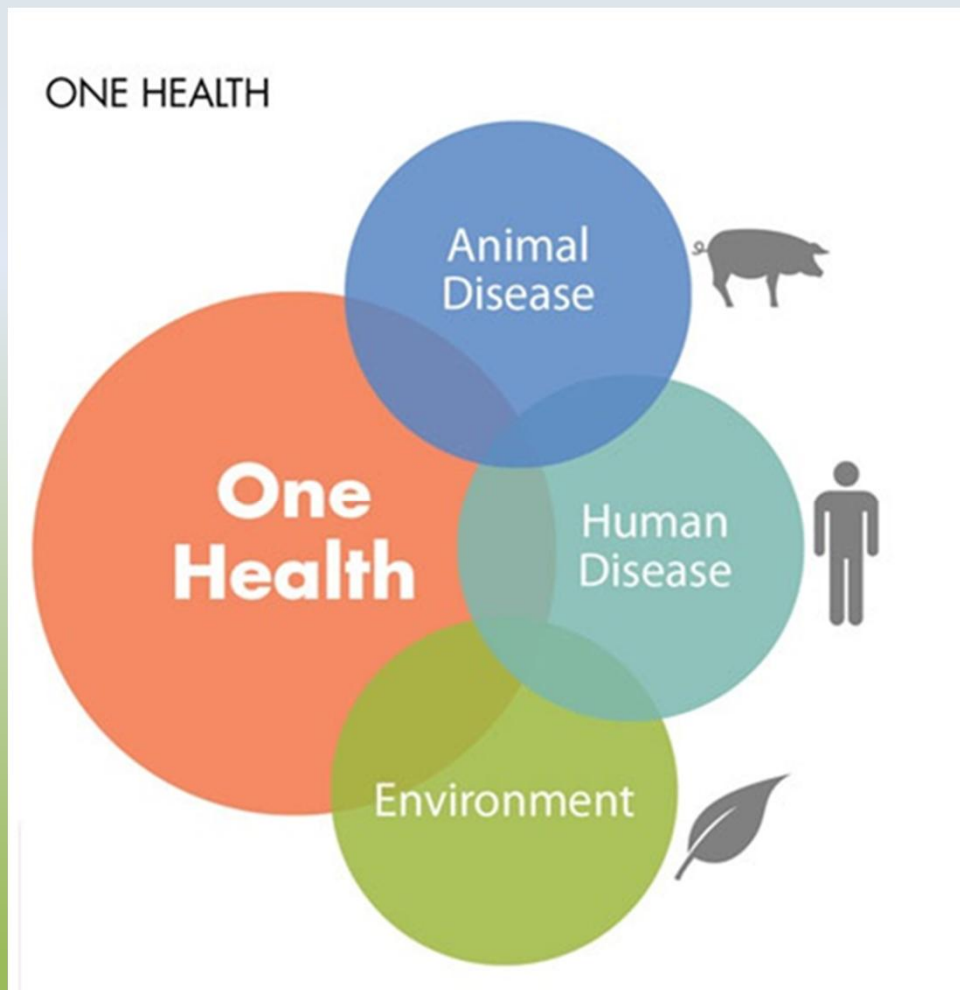 ONE HEALTH
Animal
Disease
One
Health
Human
Disease
Environment